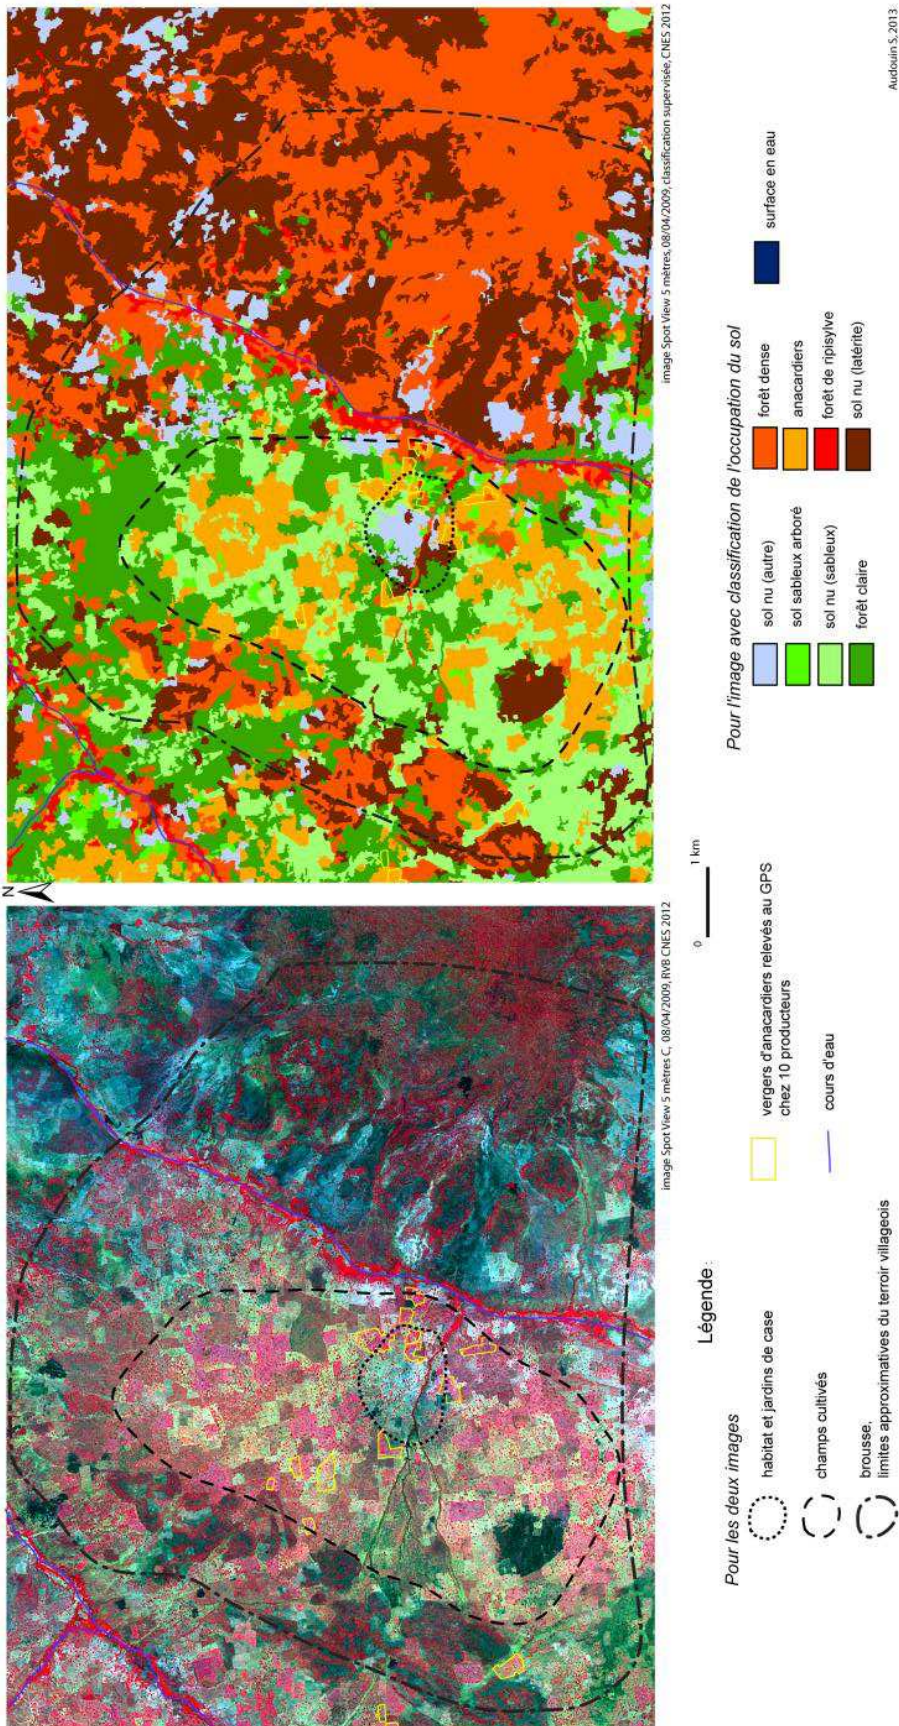 N
image Spot View 5 mètres C, 08/04/2009, RVB CNES 2012
image Spot View 5 mètres, 08/04/2009, classification supervisée, CNES 2012
0 1 km
Légende :
Pour les deux images
habitat et jardins de case
champs cultivés
brousse,
limites approximatives du terroir villageois
vergers d'anacardiers relevés au GPS
chez 10 producteurs
cours d'eau
Pour l'image avec classification de l'occupation du sol
sol nu (autre)
sol sableux arboré
sol nu (sableux)
forêt claire
forêt dense
anacardiers
forêt de ripisylve
sol nu (latérite)
surface en eau
Audouin S, 2013